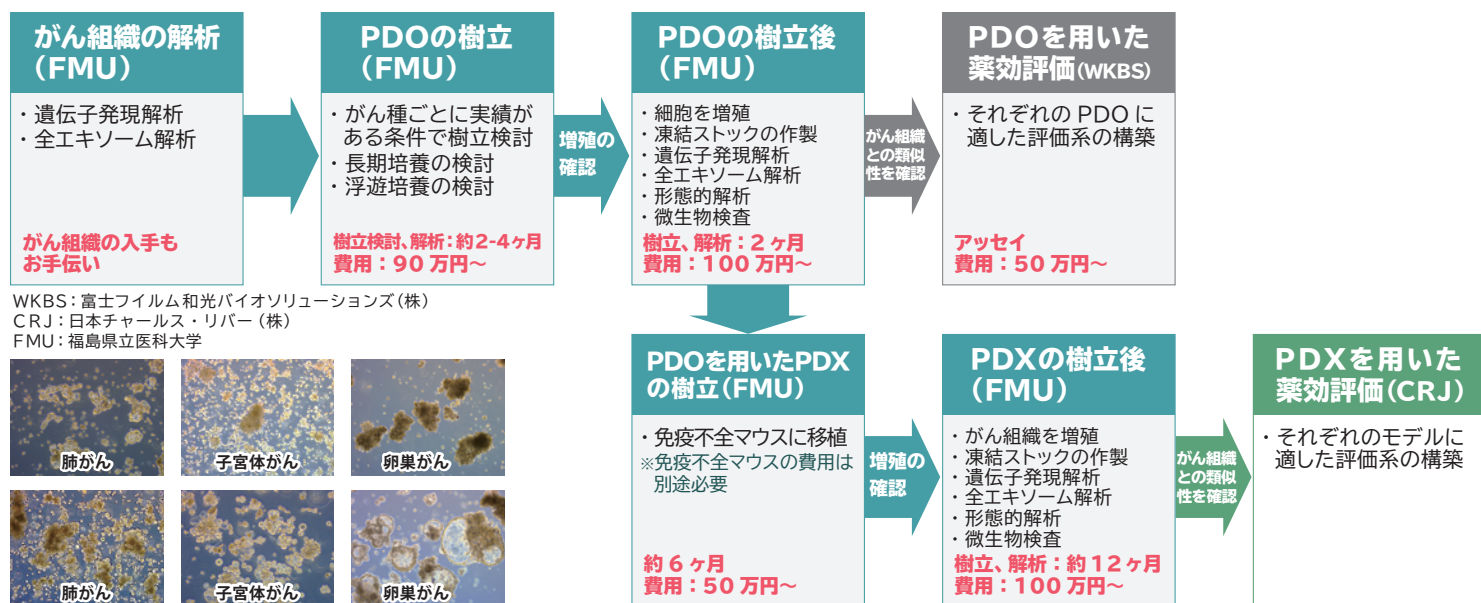 がん組織の解析
(FMU)
・遺伝子発現解析
・全エキソーム解析
がん組織の入手も
お手伝い
PDOの樹立
(FMU)
・がん種ごとに実績が
ある条件で樹立検討
・長期培養の検討
・浮遊培養の検討
樹立検討、解析：約2-4ヶ月
費用：90 万円～
増殖の
確認
PDOの樹立後
(FMU)
・細胞を増殖
・凍結ストックの作製
・遺伝子発現解析
・全エキソーム解析
・形態的解析
・微生物検査
樹立、解析：2 ヶ月
費用：100 万円～
がん組織
との類似
性を確認
PDOを用いた
薬効評価(WKBS)
・それぞれの PDO に
適した評価系の構築
アッセイ
費用：50 万円～
WKBS：富士フイルム和光バイオソリューションズ(株)
CRJ：日本チャールス・リバー(株)
FMU：福島県立医科大学
肺がん
子宮体がん
卵巣がん
肺がん
子宮体がん
卵巣がん
PDOを用いたPDX
の樹立(FMU)
・免疫不全マウスに移植
※免疫不全マウスの費用は
別途必要
約 6 ヶ月
費用：50 万円～
増殖の
確認
PDXの樹立後
(FMU)
・がん組織を増殖
・凍結ストックの作製
・遺伝子発現解析
・全エキソーム解析
・形態的解析
・微生物検査
樹立、解析：約12ヶ月
費用：100 万円～
がん組織
との類似
性を確認
PDXを用いた
薬効評価(CRJ)
・それぞれのモデルに
適した評価系の構築